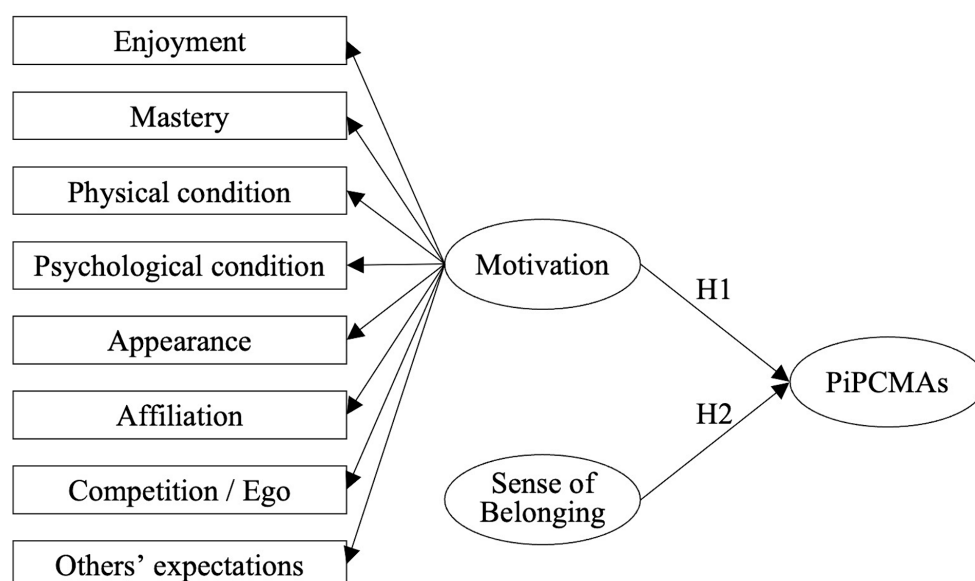 Enjoyment
Mastery
Physical condition
Psychological condition
Appearance
Affiliation
Competition / Ego
Others’ expectations
Motivation
Sense of
Belonging
H1
H2
PiPCMAs